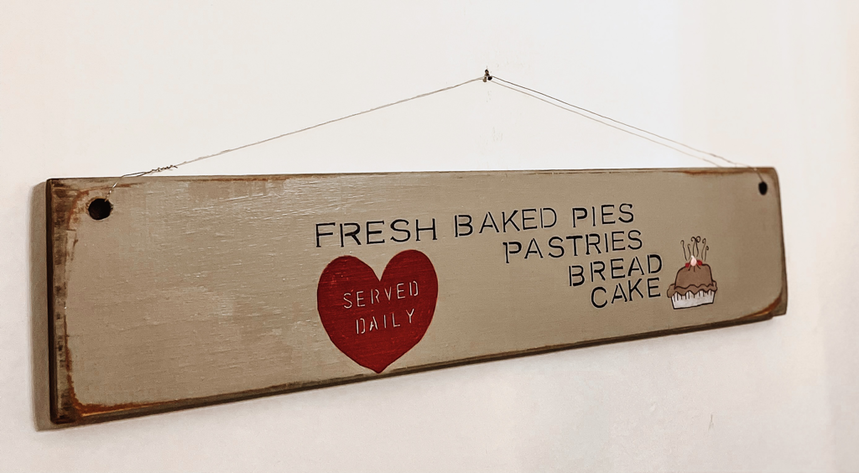 FRESH BAKED PIES
PASTRIES
BREAD
CAKE
SERVED
DAILY